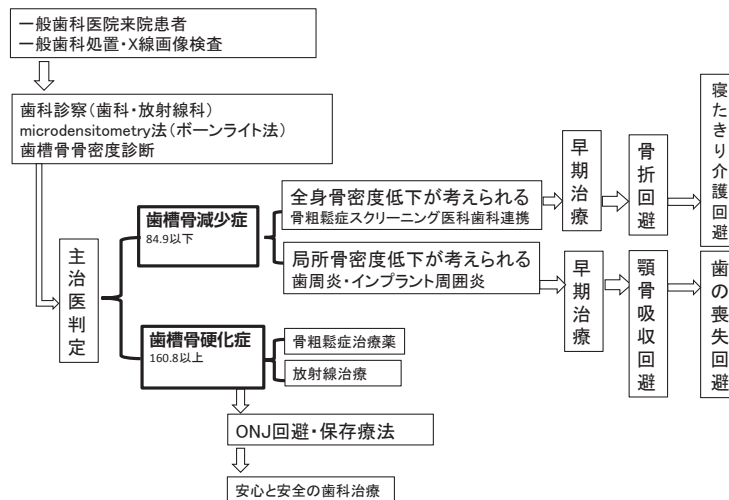 一般歯科医院来院患者
一般歯科処置・X線画像検査
歯科診察（歯科・放射線科）
microdensitometry法（ボーンライト法）
歯槽骨骨密度診断
主治医判定
歯槽骨減少症
84.9以下
全身骨密度低下が考えられる
骨粗鬆症スクリーニング医科歯科連携
早期治療
骨折回避
寝たきり介護回避
局所骨密度低下が考えられる
歯周炎・インプラント周囲炎
早期治療
顎骨吸収回避
歯の喪失回避
歯槽骨硬化症
160.8以上
骨粗鬆症治療薬
放射線治療
ONJ回避・保存療法
安心と安全の歯科治療